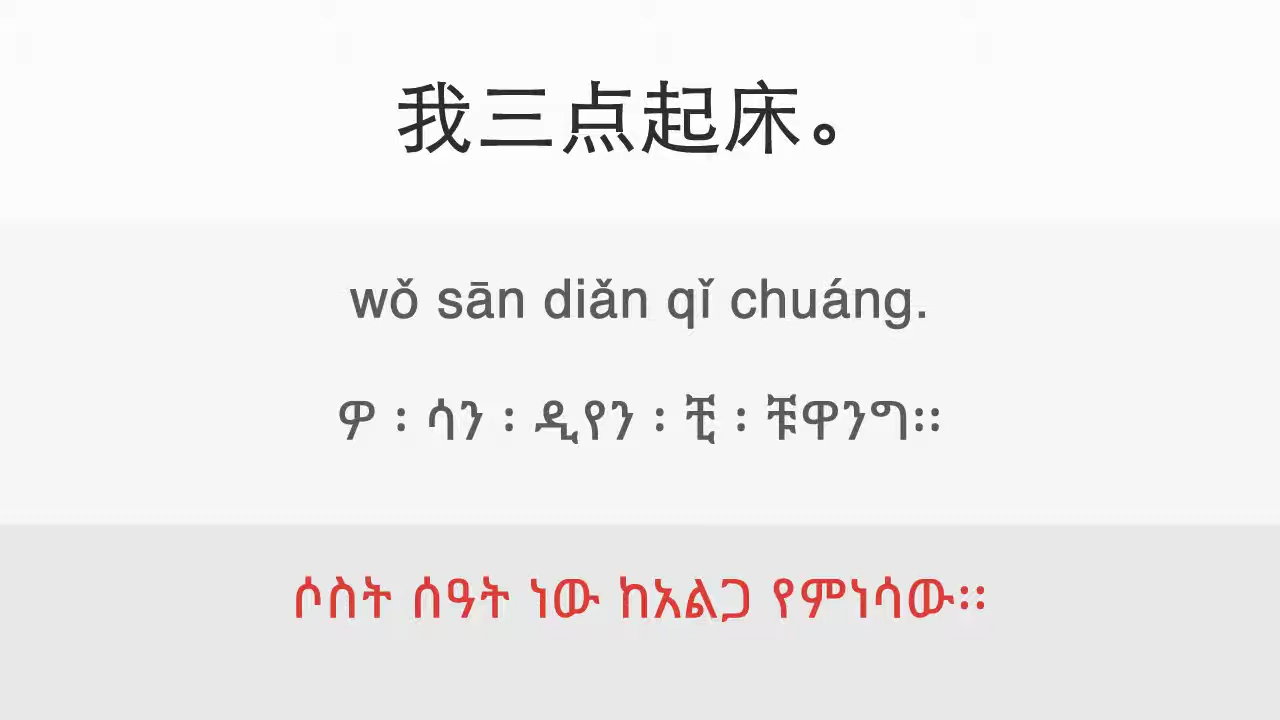 我三点起床。
wǒ sān diǎn qǐ chuáng.
ዎ ፡ ሳን ፡ ዲየን ፡ ቺ ፡ ቹዋንግ፡፡
ሶስት ሰዓት ነው ከአልጋ የምነሳው፡፡